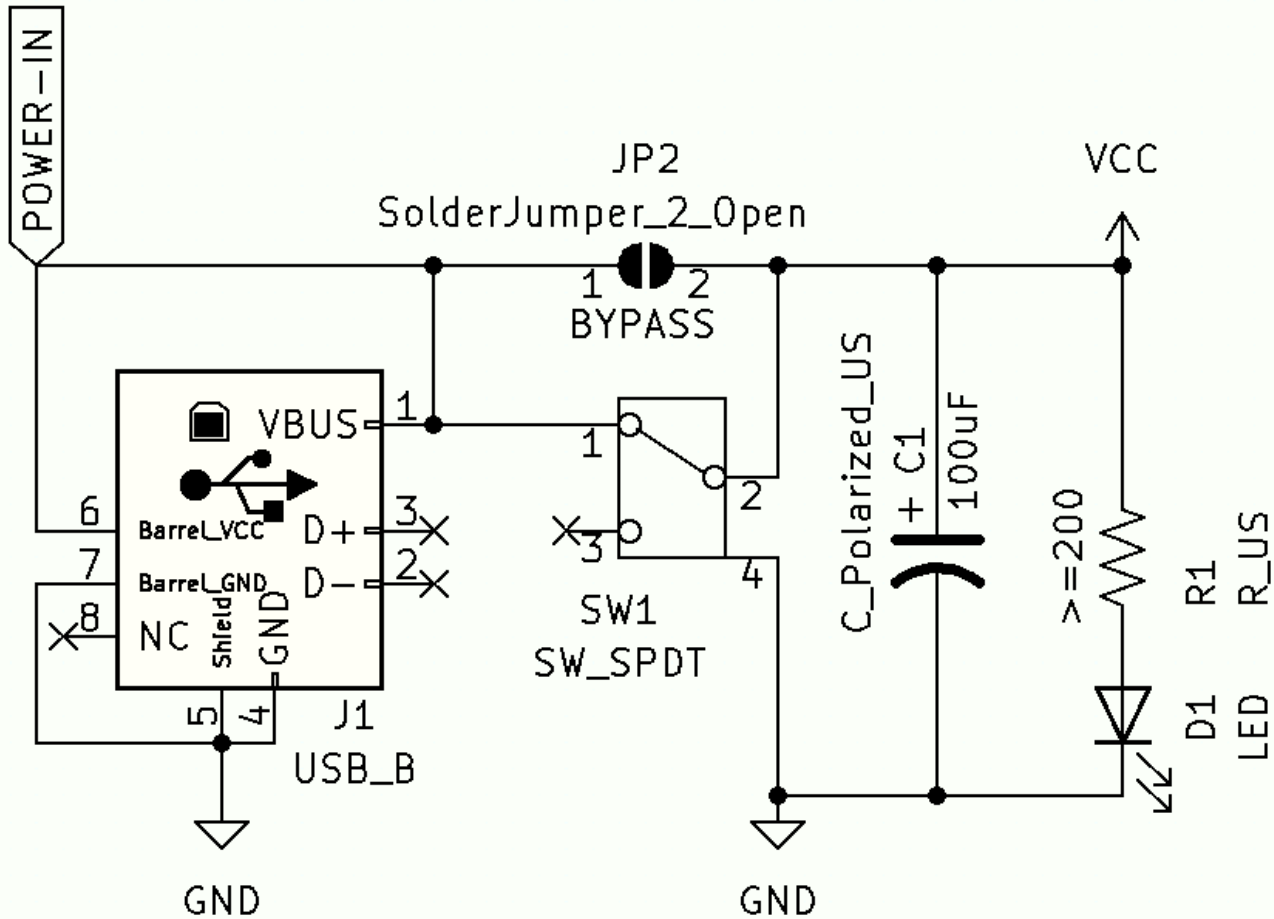 POWER-IN
JP2
SolderJumper_2_Open
1 2
BYPASS
VCC
VBUS 1
6 Barrel_VCC D+ 3
7 Barrel_GND D- 2
8 NC Shield GND
5 4
J1
USB_B
GND
1
2
3
4
SW1
SW_SPDT
GND
C_Polarized_US
+ C1
100uF
>=200
R1
R_US
D1
LED